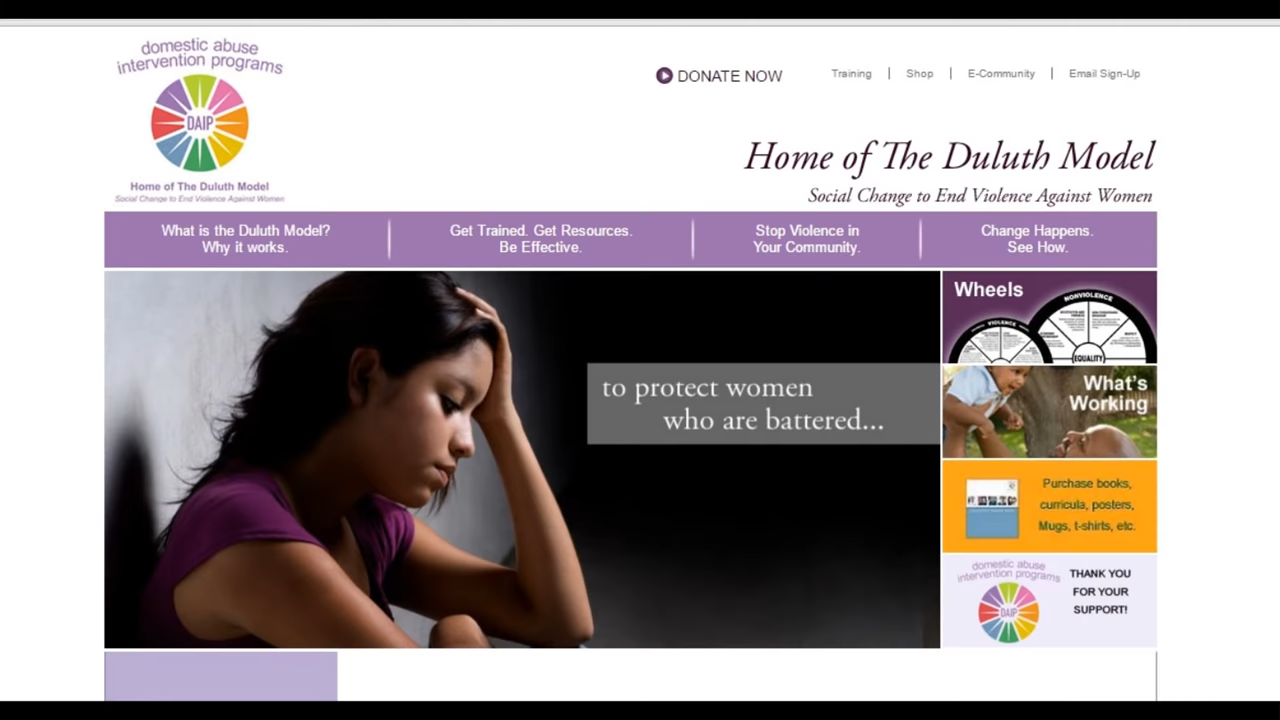 domestic abuse
intervention programs
DAIP
Home of The Duluth Model
Social Change to End Violence Against Women
DONATE NOW
Training
Shop
E-Community
Email Sign-Up
Home of The Duluth Model
Social Change to End Violence Against Women
What is the Duluth Model?
Why it works.
Get Trained. Get Resources.
Be Effective.
Stop Violence in
Your Community.
Change Happens.
See How.
to protect women
who are battered...
Wheels
VIOLENCE
NONVIOLENCE
EQUALITY
What's
Working
Purchase books,
curricula, posters,
Mugs, t-shirts, etc.
domestic abuse
intervention programs
DAIP
THANK YOU
FOR YOUR
SUPPORT!